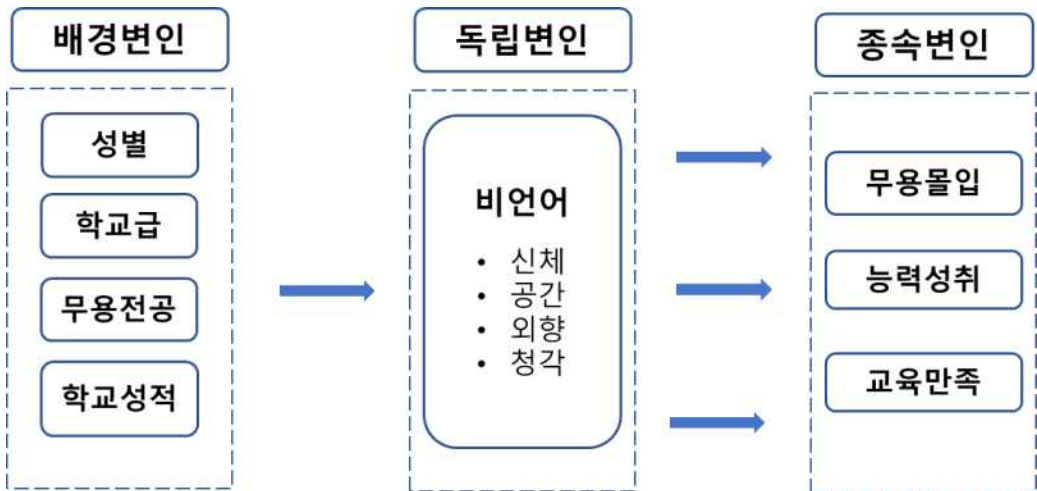 배경변인
성별
학교급
무용전공
학교성적
독립변인
비언어
• 신체
• 공간
• 외향
• 청각
종속변인
무용몰입
능력성취
교육만족